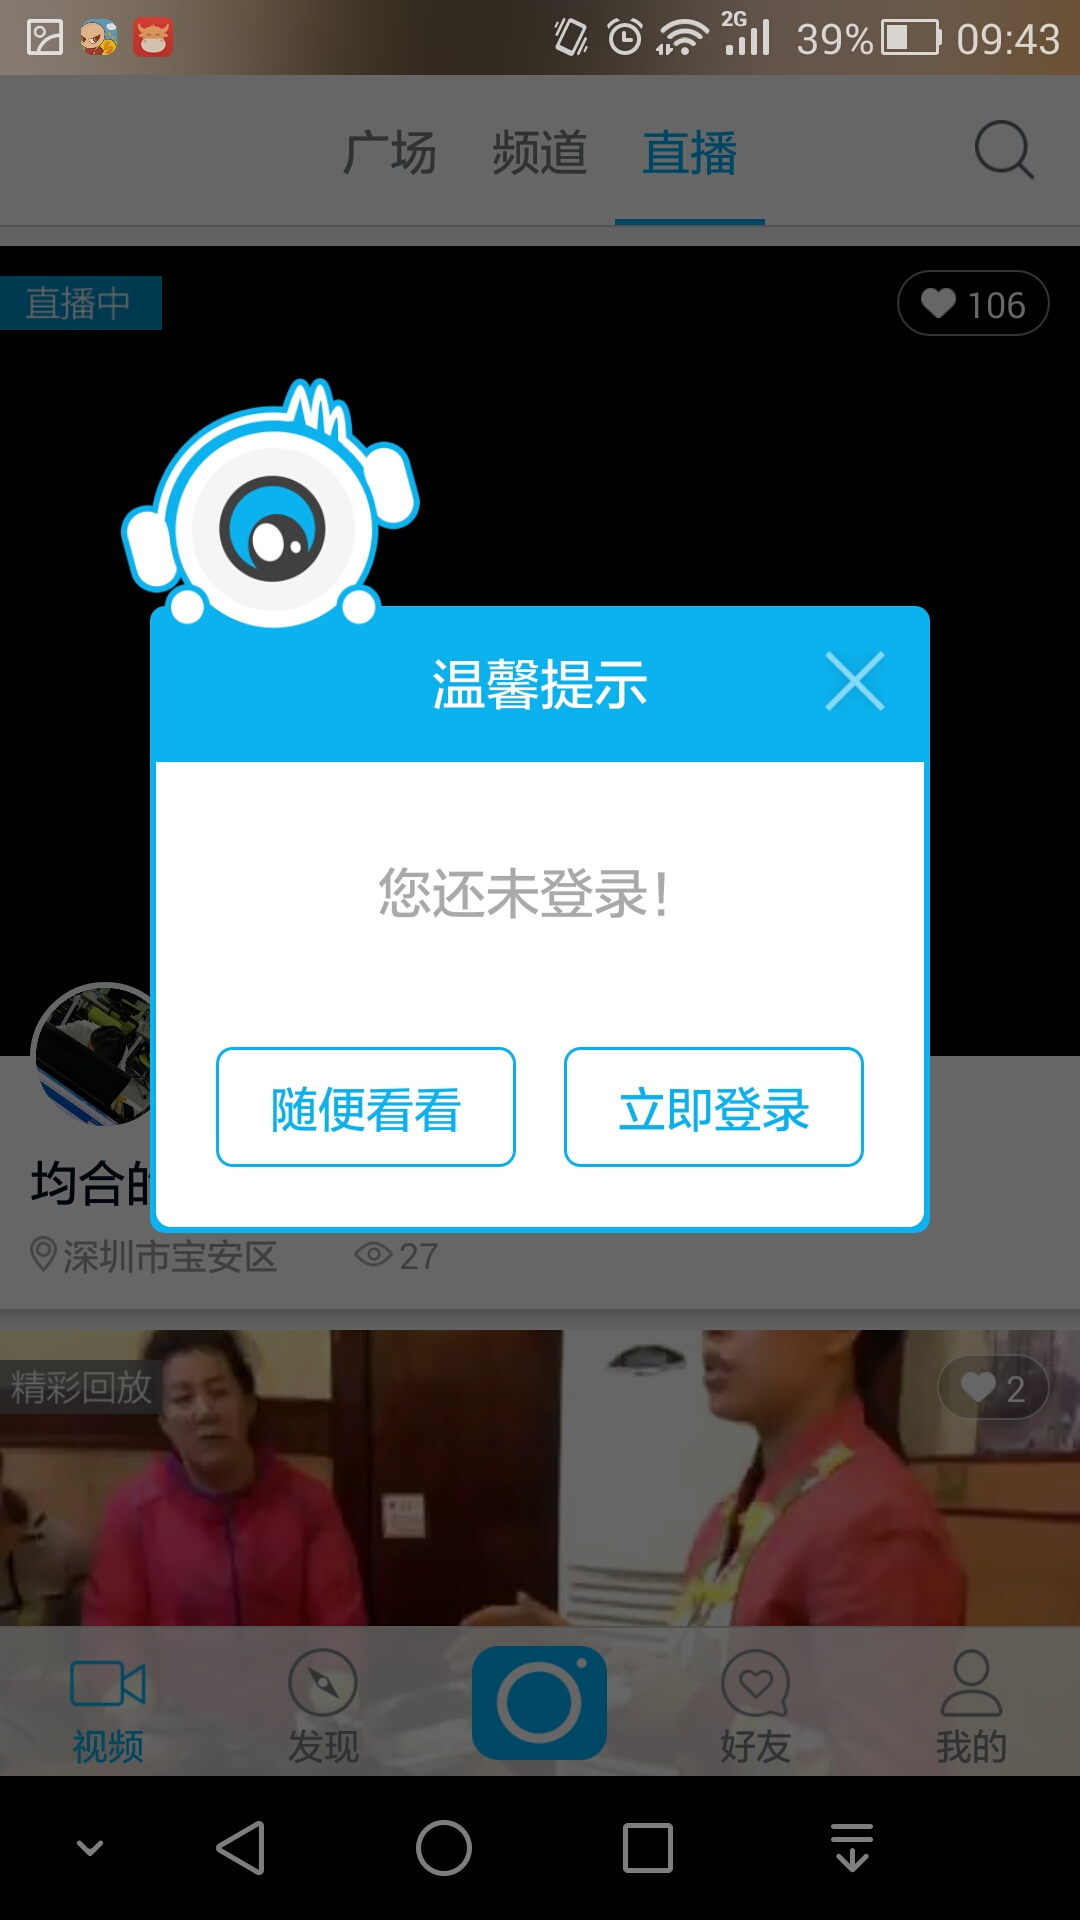 2G
39%
09:43
广场
频道
直播
直播中
106
温馨提示
您还未登录!
随便看看
立即登录
均合的
深圳市宝安区
27
精彩回放
2
视频
发现
好友
我的